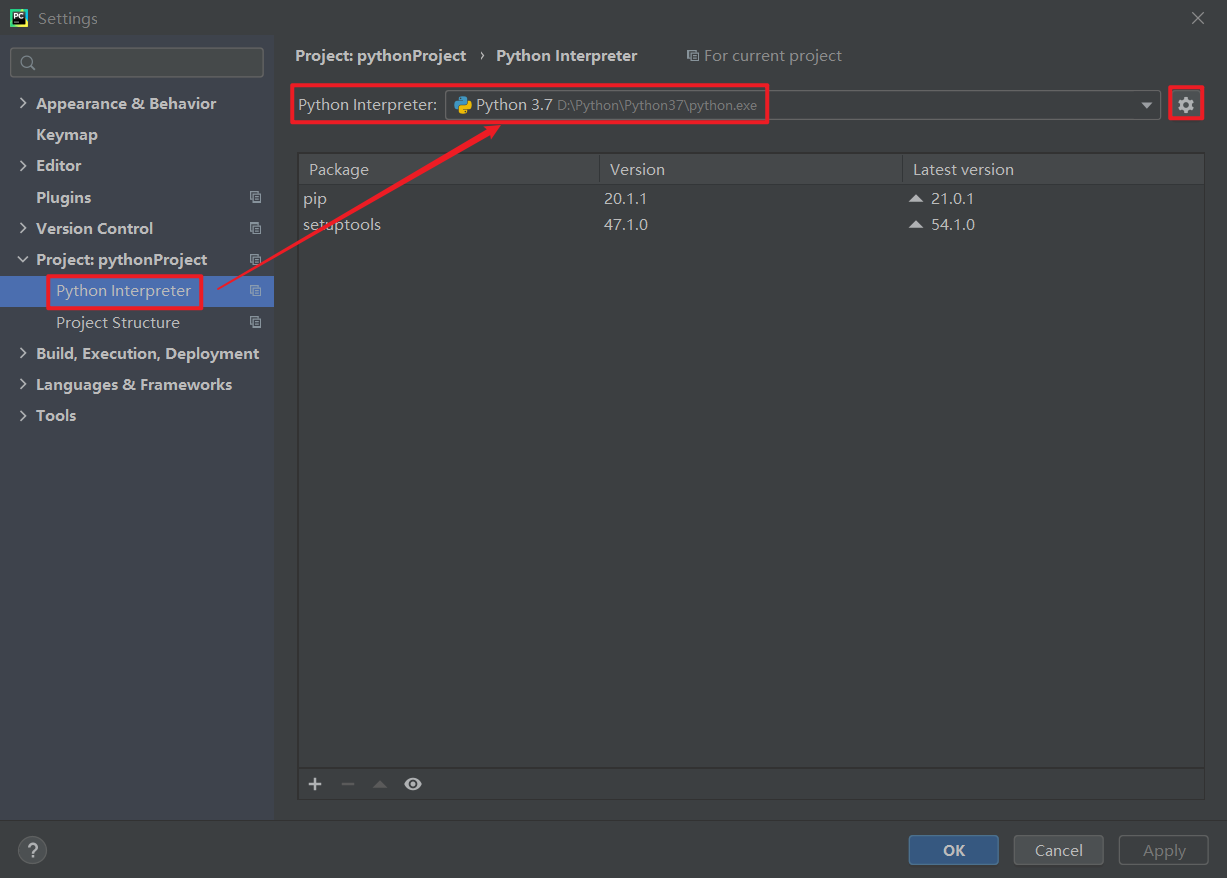 Settings
Project: pythonProject › Python Interpreter For current project
Python Interpreter: Python 3.7 D:\Python\Python37\python.exe
Appearance & Behavior
Keymap
Editor
Plugins
Version Control
Project: pythonProject
Python Interpreter
Project Structure
Build, Execution, Deployment
Languages & Frameworks
Tools
Package Version Latest version
pip 20.1.1 21.0.1
setuptools 47.1.0 54.1.0
? OK Cancel Apply